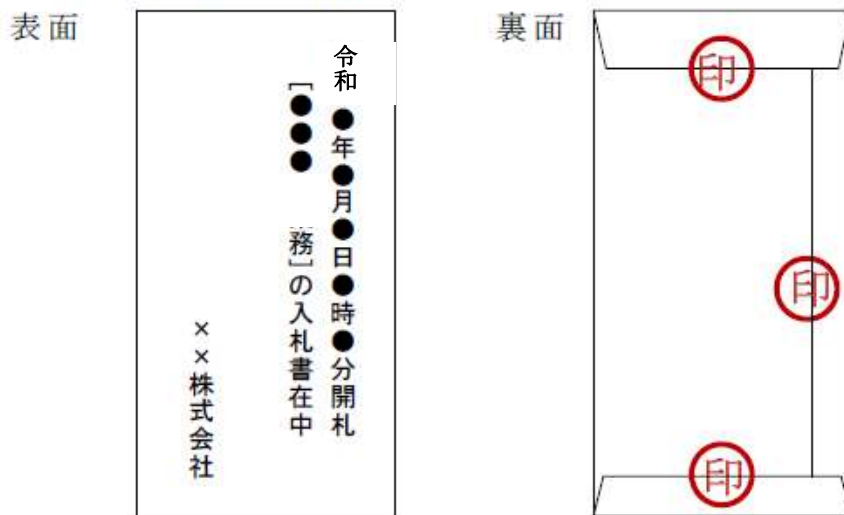 表面
令和 ●年●月●日●時●分開札
［●●● 務］の入札書在中
××株式会社
裏面
印
印
印